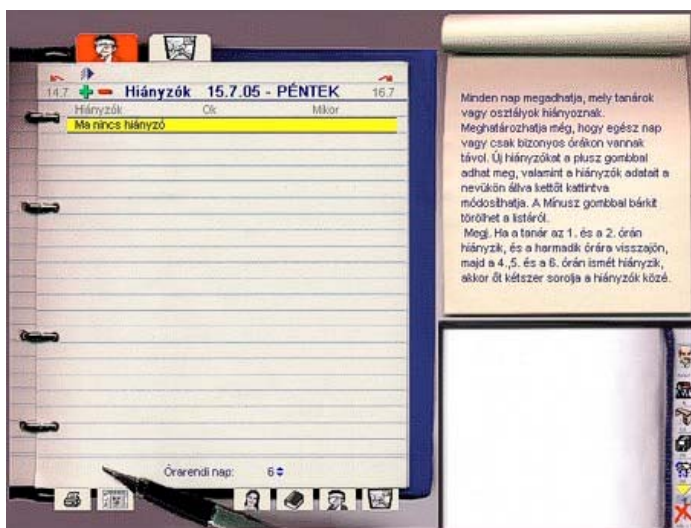 14.7 Hiányzók 15.7.05 - PÉNTEK 16.7
Hiányzók Ok Mikor
Ma nincs hiányzó
Órarendi nap: 6
Minden nap megadhatja, mely tanárok
vagy osztályok hiányoznak.
Meghatározhatja még, hogy egész nap
vagy csak bizonyos órákon vannak
távol. Új hiányzókat a plusz gombbal
adhat meg, valamint a hiányzók adatait a
nevükön állva kettőt kattintva
módosíthatja. A Mínusz gombbal bárkit
törölhet a listáról.
Megj. Ha a tanár az 1. és a 2. órán
hiányzik, és a harmadik órára visszajön,
majd a 4.,5. és a 6. órán ismét hiányzik,
akkor őt kétszer sorolja a hiányzók közé.